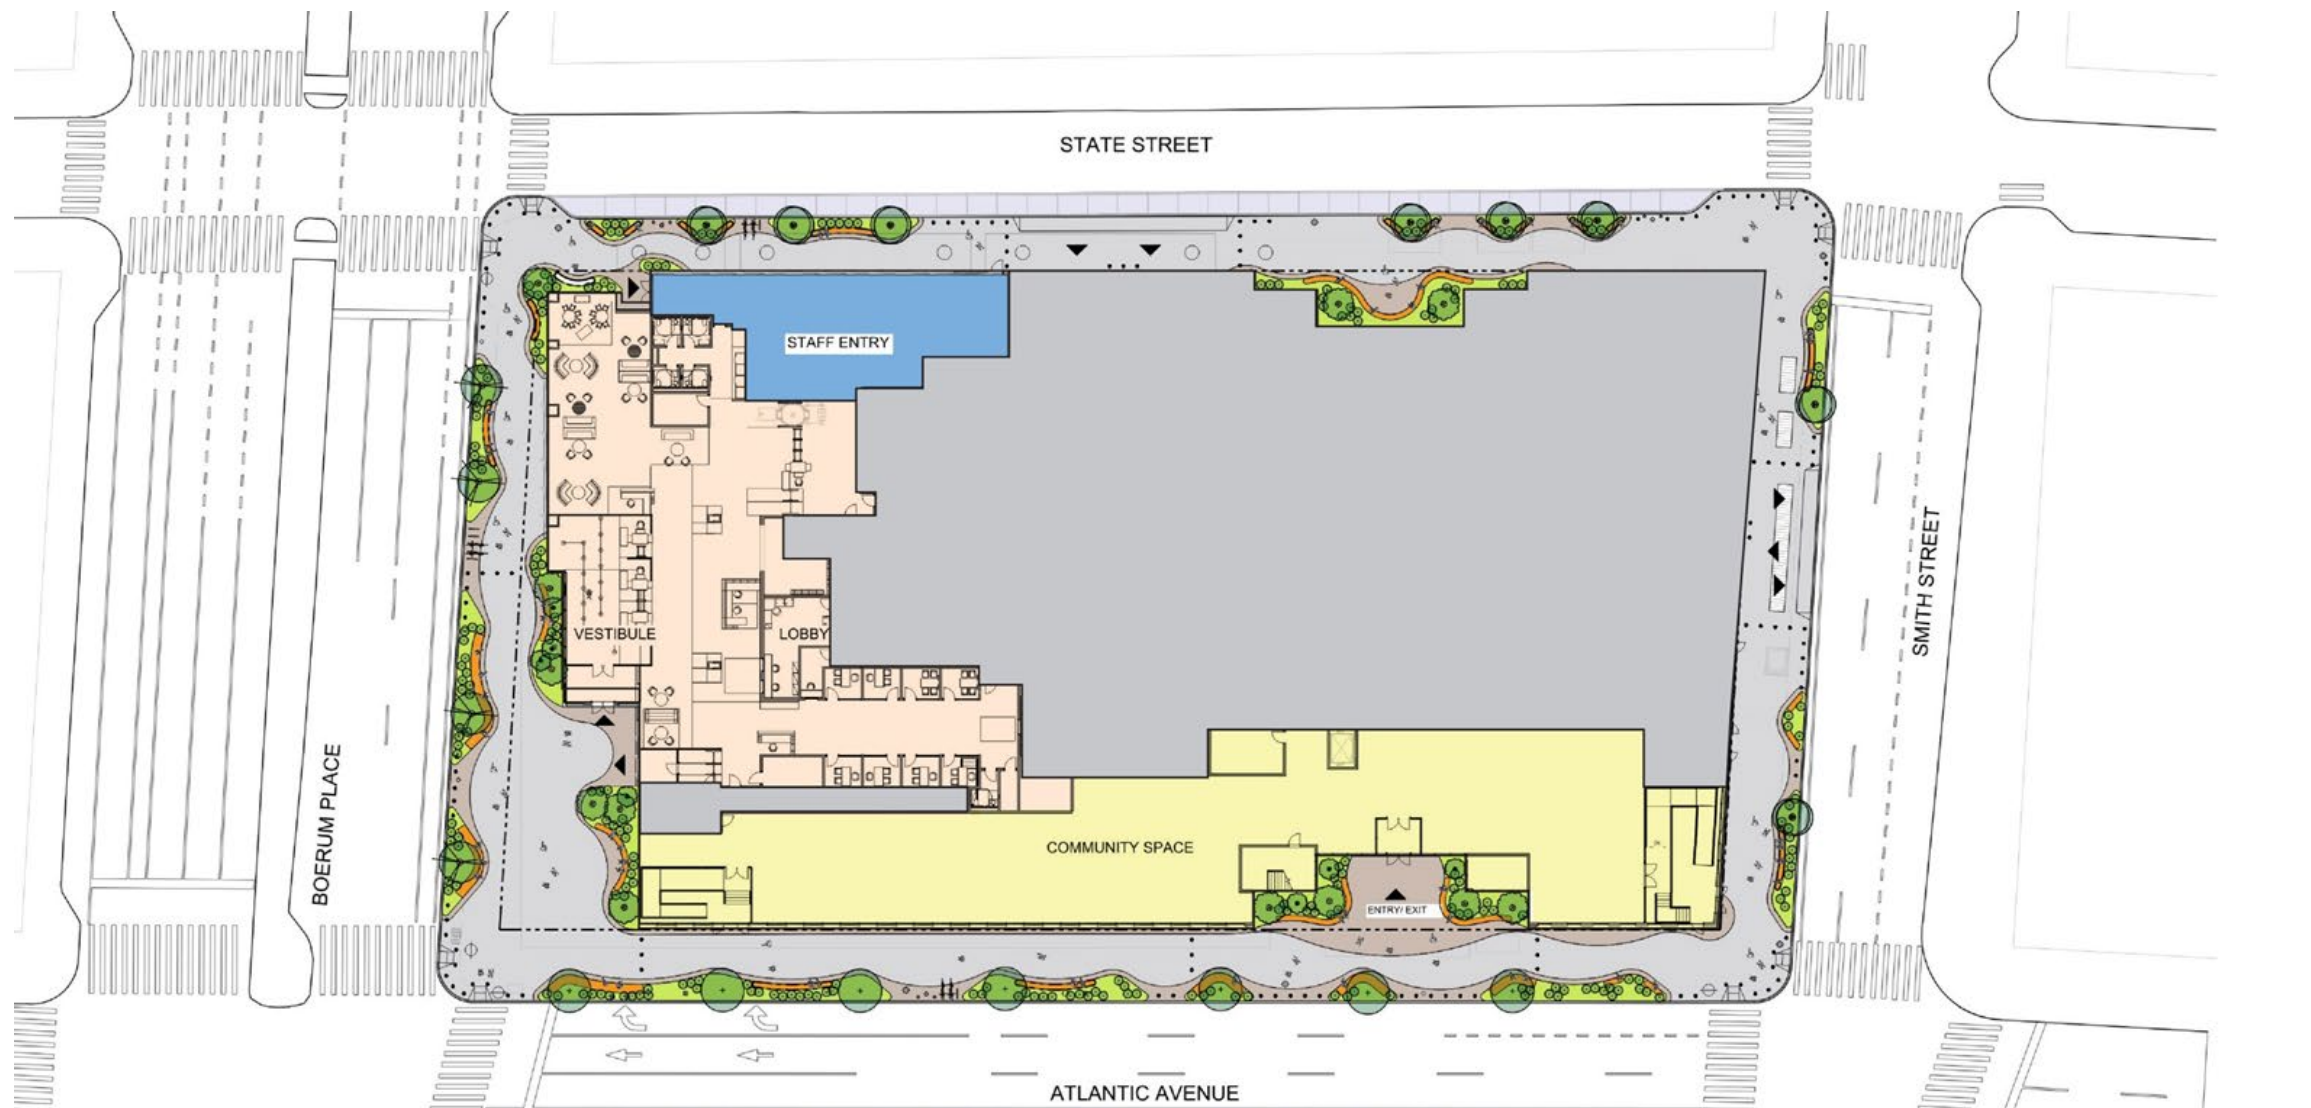 STATE STREET
STAFF ENTRY
SMITH STREET
VESTIBULE
LOBBY
BOERUM PLACE
COMMUNITY SPACE
ENTRY/ EXIT
ATLANTIC AVENUE